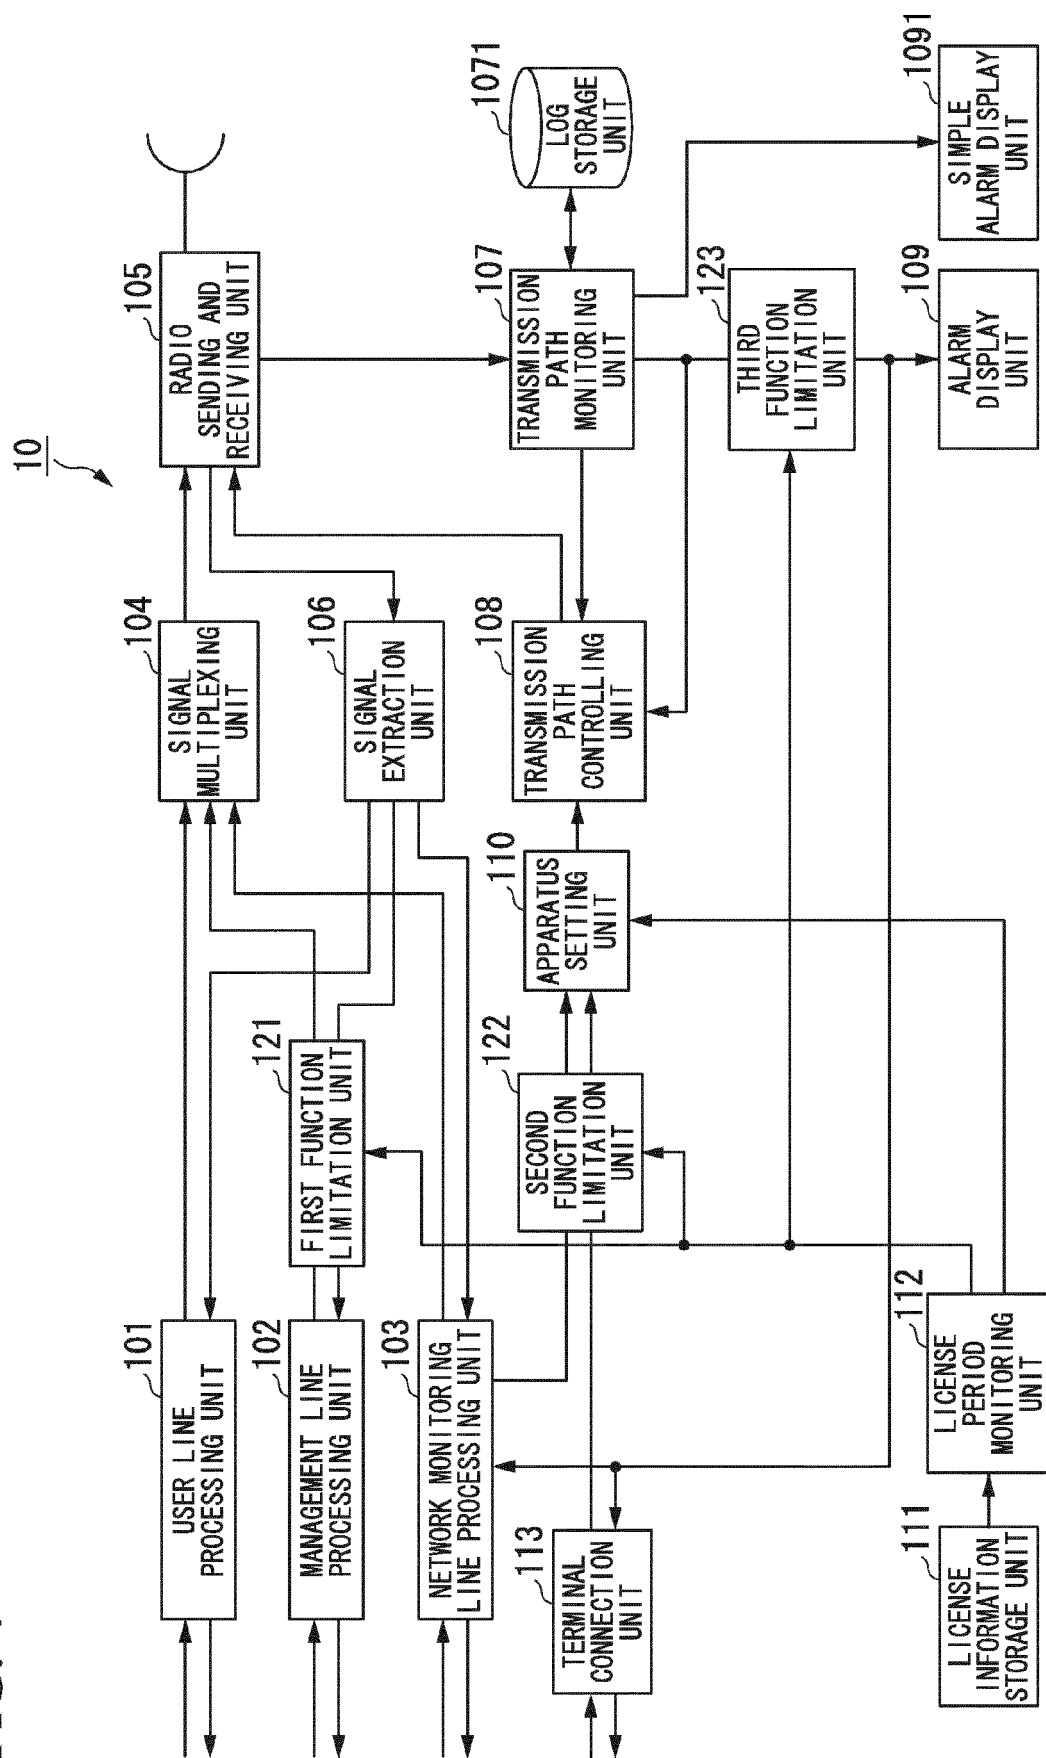 10
101
USER LINE
PROCESSING UNIT
102
MANAGEMENT LINE
PROCESSING UNIT
103
NETWORK MONITORING
LINE PROCESSING UNIT
113
TERMINAL
CONNECTION
UNIT
111
LICENSE
INFORMATION
STORAGE UNIT
112
LICENSE
PERIOD
MONITORING
UNIT
121
FIRST FUNCTION
LIMITATION UNIT
122
SECOND
FUNCTION
LIMITATION
UNIT
110
APPARATUS
SETTING
UNIT
104
SIGNAL
MULTIPLEXING
UNIT
106
SIGNAL
EXTRACTION
UNIT
108
TRANSMISSION
PATH
CONTROLLING
UNIT
105
RADIO
SENDING AND
RECEIVING UNIT
107
TRANSMISSION
PATH
MONITORING
UNIT
123
THIRD
FUNCTION
LIMITATION
UNIT
109
ALARM
DISPLAY
UNIT
1071
LOG
STORAGE
UNIT
1091
SIMPLE
ALARM DISPLAY
UNIT